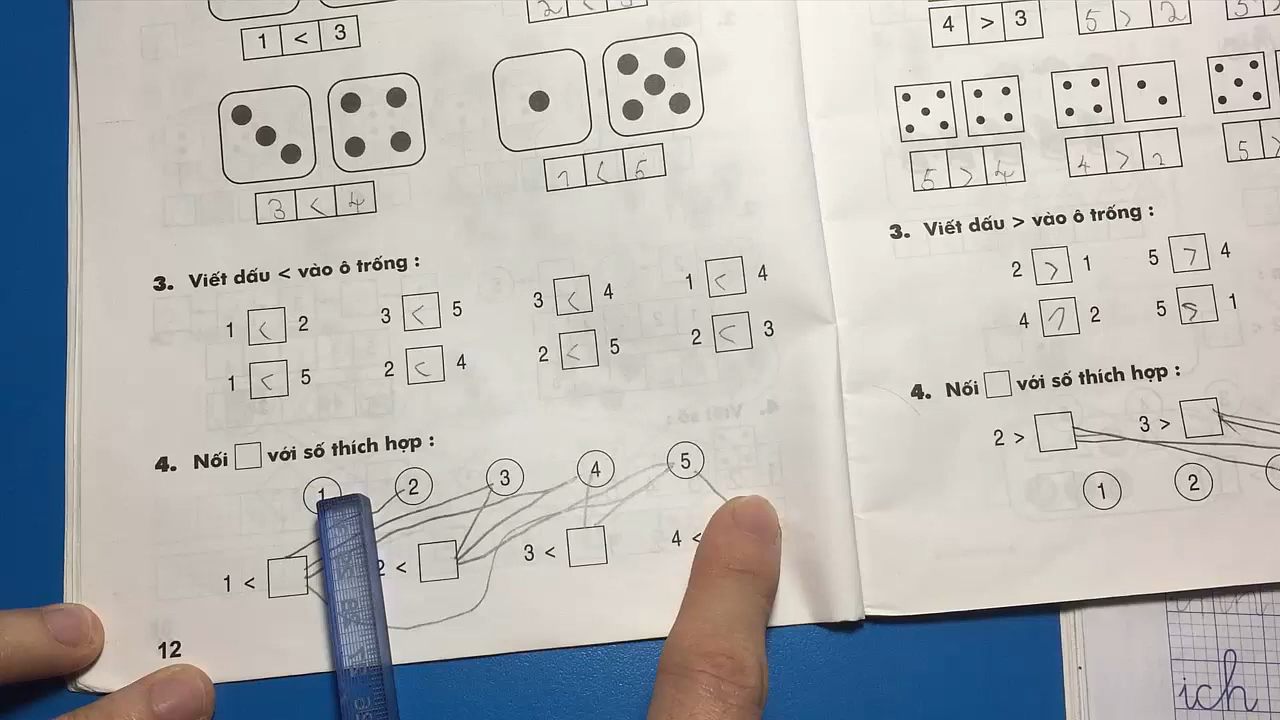 1 < 3
3 < 4
1 < 5
3. Viết dấu < vào ô trống :
1 < 2 3 < 5 3 < 4 1 < 4
1 < 5 2 < 4 2 < 5 2 < 3
4. Nối với số thích hợp :
1 2 3 4 5
1 < 2 < 3 < 4 <
12
4 > 3 5 > 2
5 > 4 4 > 2 5 >
3. Viết dấu > vào ô trống :
2 > 1 5 > 4
4 > 2 5 > 1
4. Nối với số thích hợp :
2 > 3 >
1 2
ich